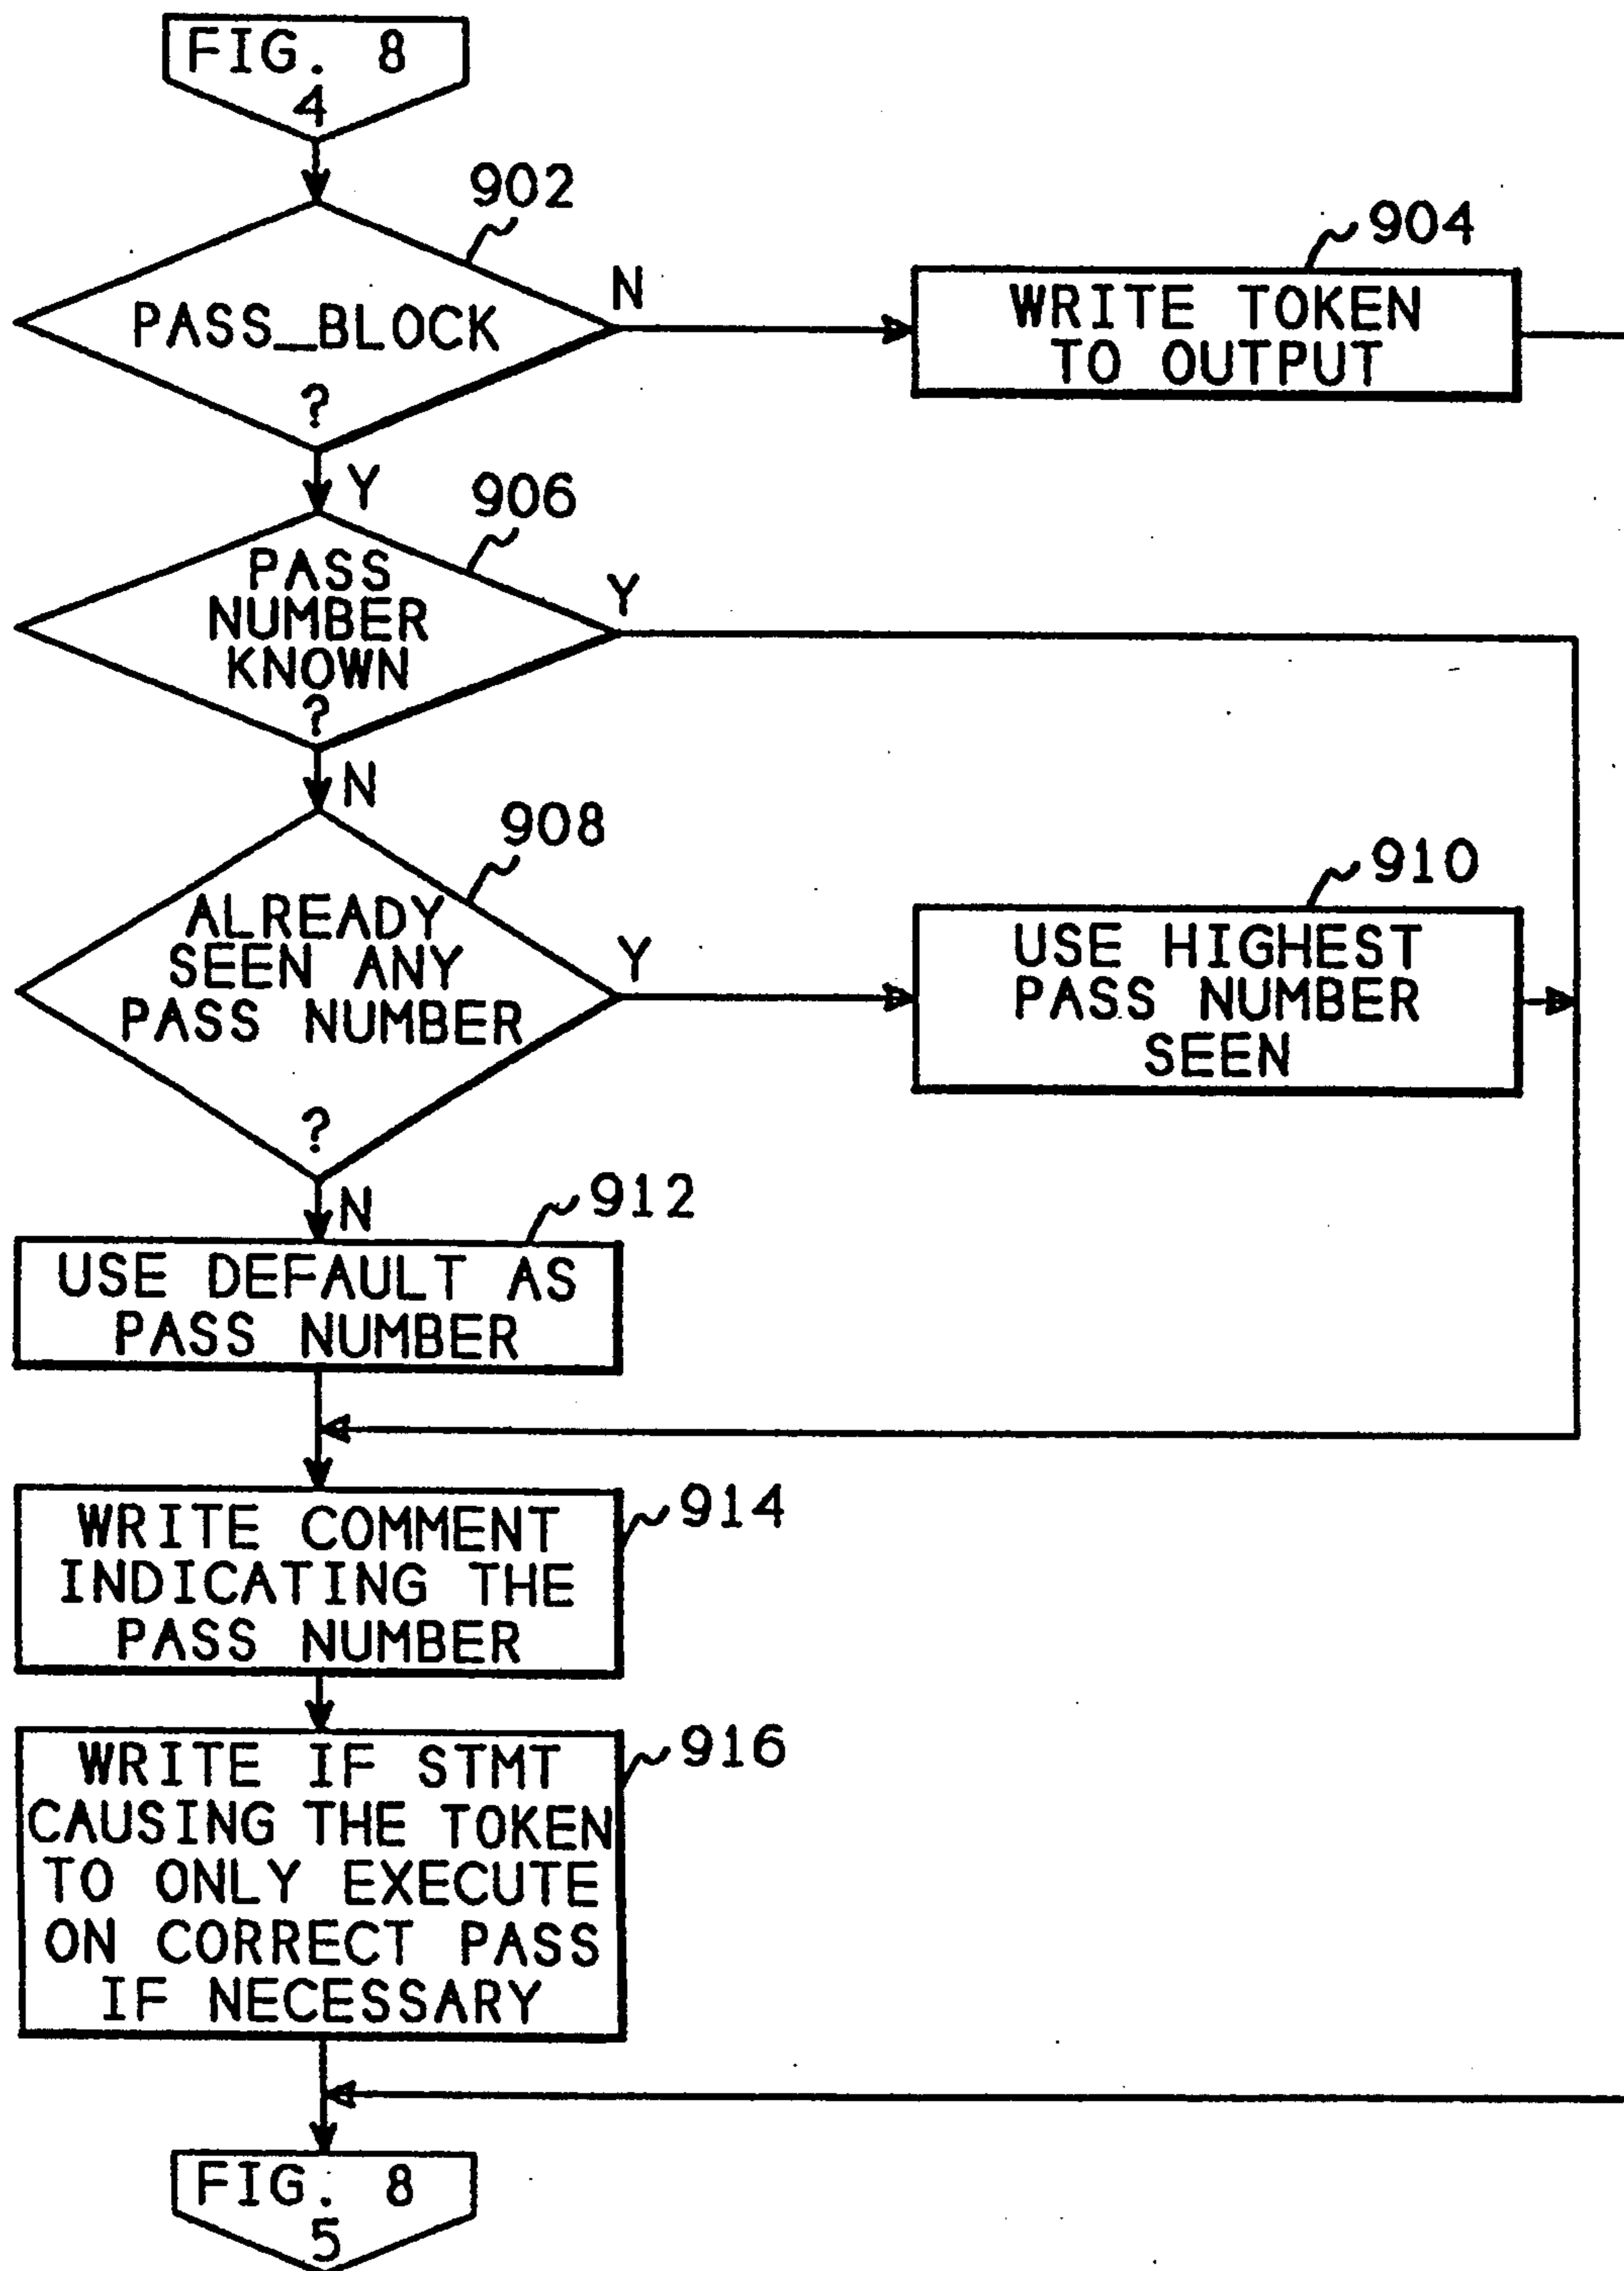 FIG. 8
4
902
904
PASS_BLOCK
?
N
WRITE TOKEN
TO OUTPUT
Y
906
PASS
NUMBER
KNOWN
?
Y
N
908
ALREADY
SEEN ANY
PASS NUMBER
?
Y
910
USE HIGHEST
PASS NUMBER
SEEN
N
912
USE DEFAULT AS
PASS NUMBER
914
WRITE COMMENT
INDICATING THE
PASS NUMBER
916
WRITE IF STMT
CAUSING THE TOKEN
TO ONLY EXECUTE
ON CORRECT PASS
IF NECESSARY
FIG. 8
5